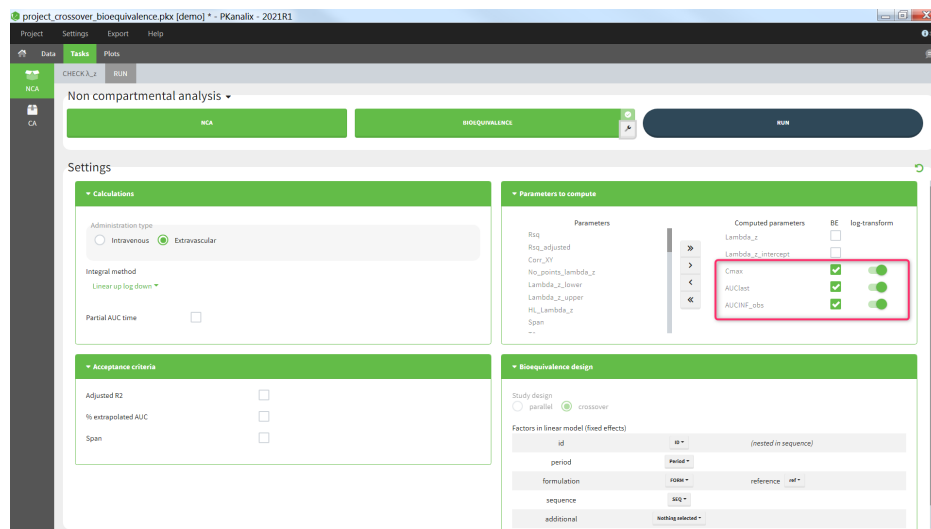 project_crossover_bioequivalence.pkx [demo] * - PKanalix - 2021R1
Project Settings Export Help
Data Tasks Plots
NCA
CA
CHECK λ_z RUN
Non compartmental analysis
NCA BIOEQUIVALENCE RUN
Settings
Calculations
Administration type
Intravenous Extravascular
Integral method
Linear up log down
Partial AUC time
Parameters to compute
Parameters
Rsq
Rsq_adjusted
Corr_XY
No_points_lambda_z
Lambda_z_lower
Lambda_z_upper
HL_Lambda_z
Span
Computed parameters BE log-transform
Lambda_z
Lambda_z_intercept
Cmax
AUClast
AUCINF_obs
Acceptance criteria
Adjusted R2
% extrapolated AUC
Span
Bioequivalence design
Study design
parallel crossover
Factors in linear model (fixed effects)
id ID (nested in sequence)
period Period
formulation FORM reference ref
sequence SEQ
additional Nothing selected